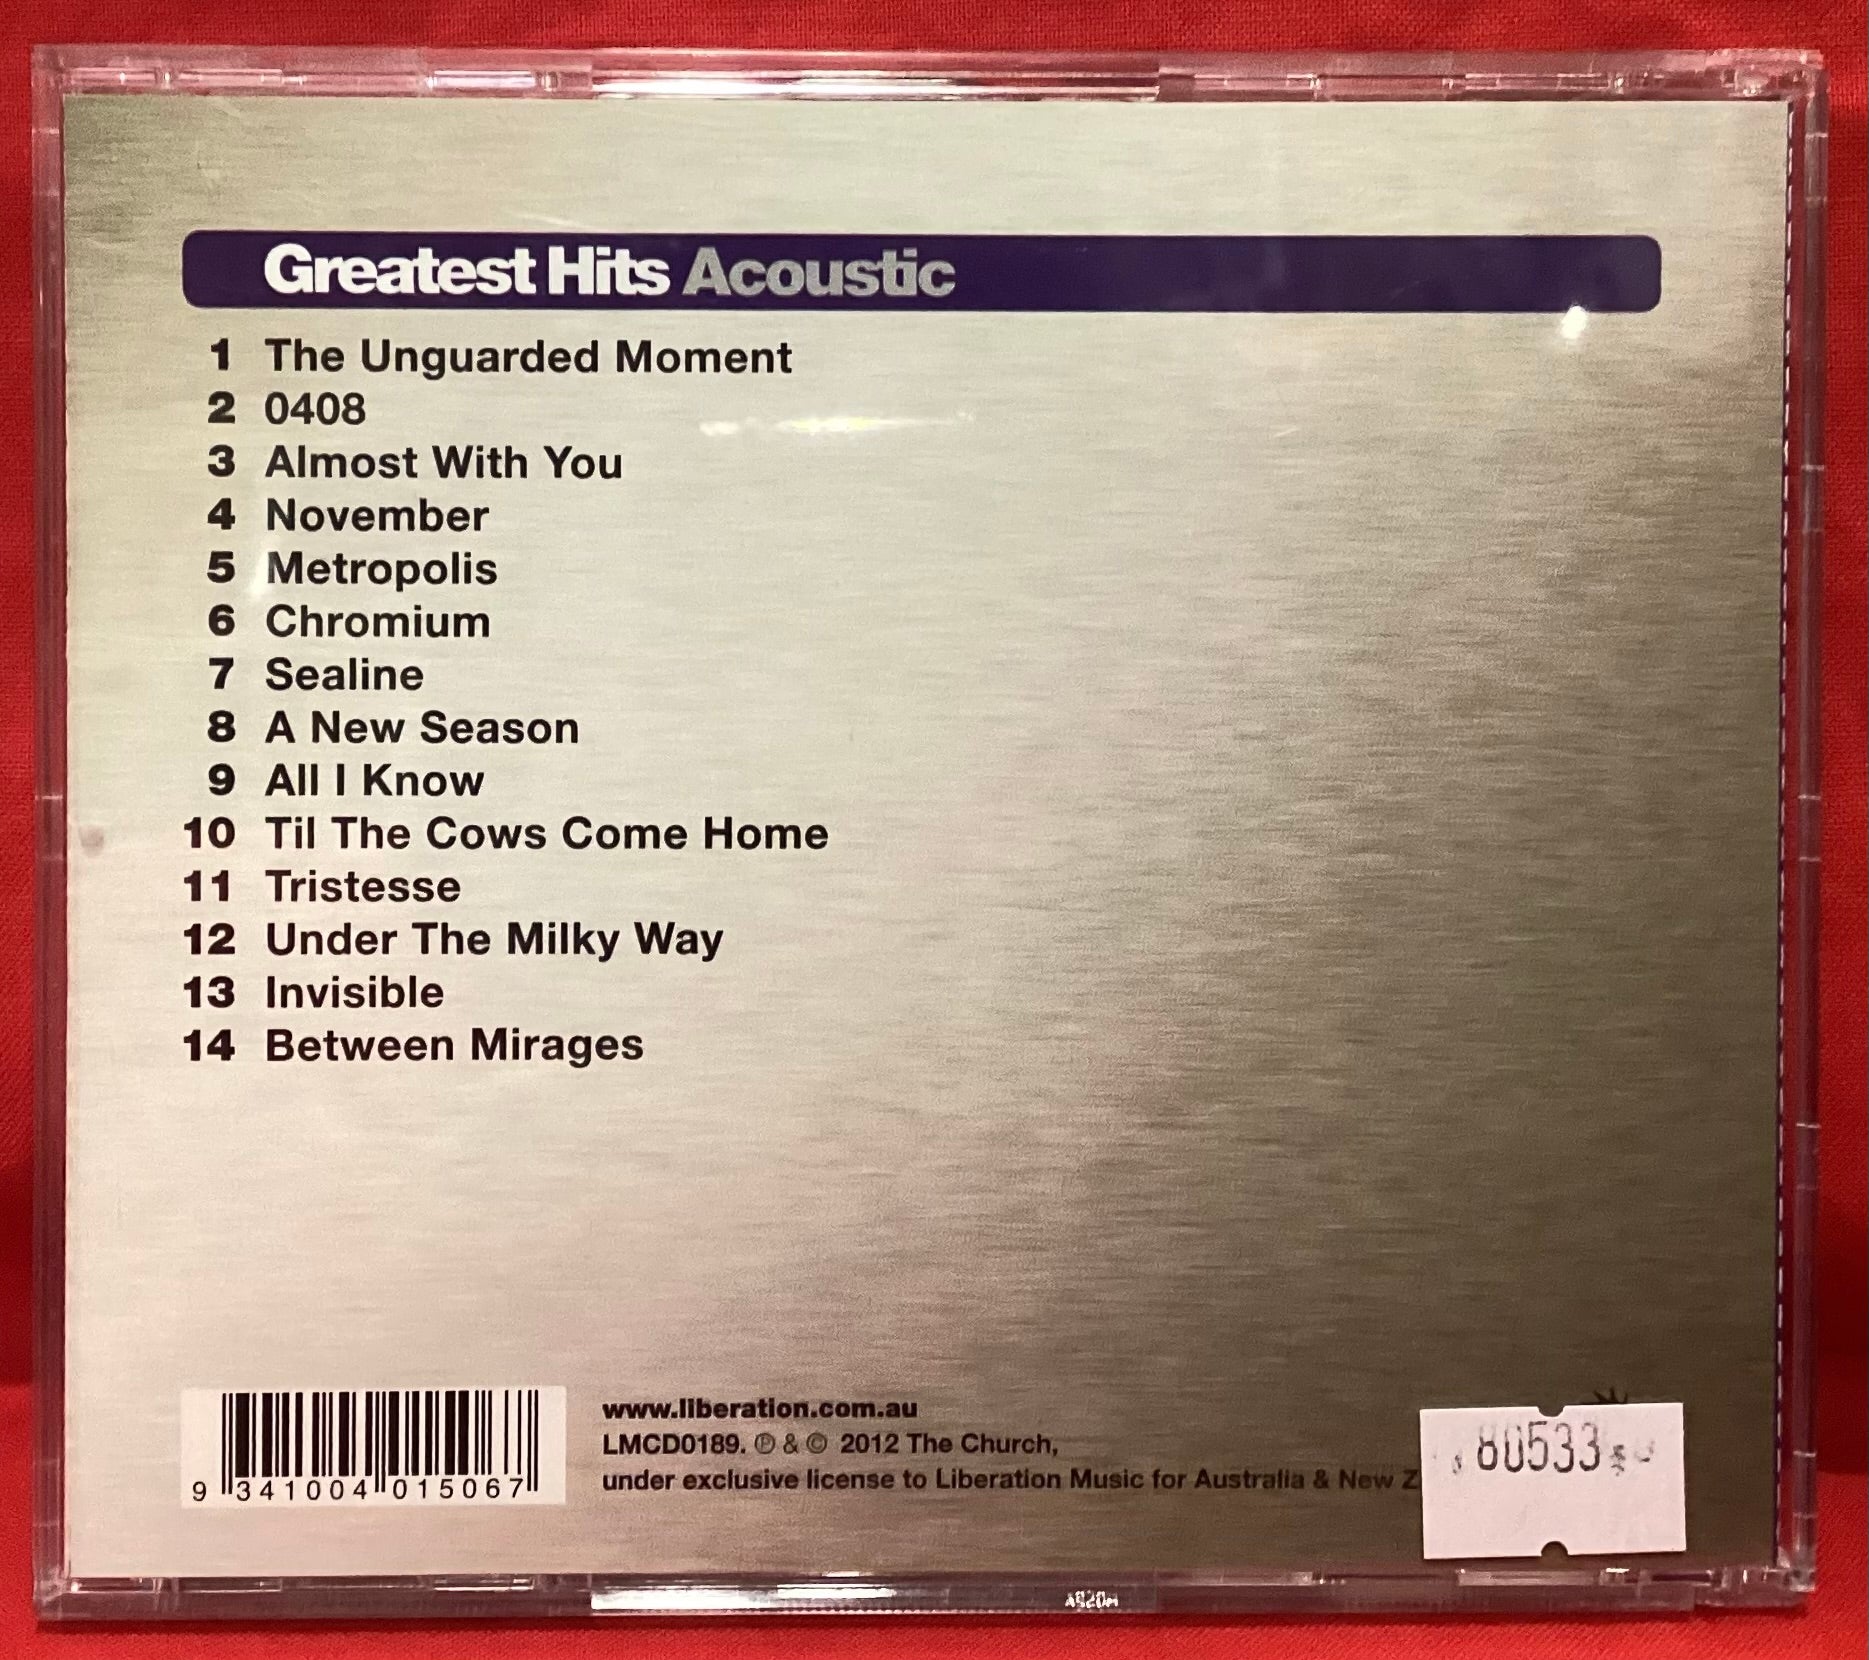 Greatest Hits Acoustic
1 The Unguarded Moment
2 0408
3 Almost With You
4 November
5 Metropolis
6 Chromium
7 Sealine
8 A New Season
9 All I Know
10 Til The Cows Come Home
11 Tristesse
12 Under The Milky Way
13 Invisible
14 Between Mirages
www.liberation.com.au
LMCD0189. ℗ & © 2012 The Church,
under exclusive license to Liberation Music for Australia & New Z
9 341004 015067
80533